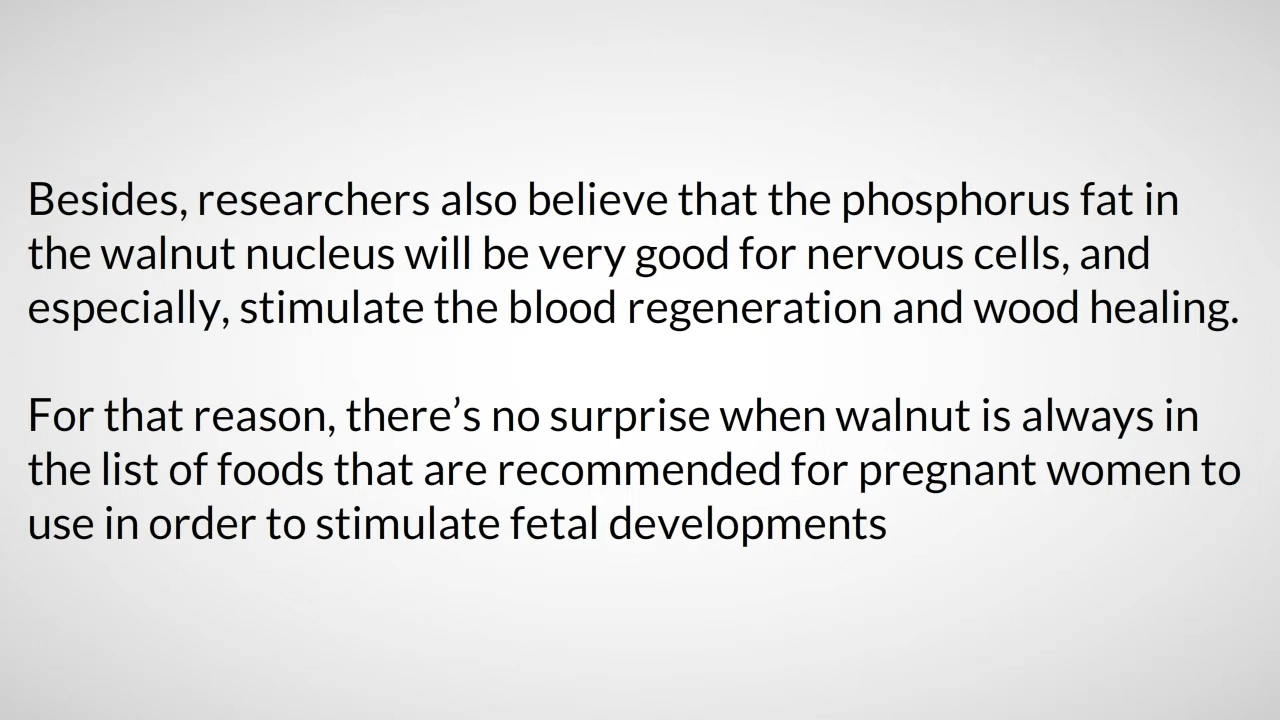 Besides, researchers also believe that the phosphorus fat in
the walnut nucleus will be very good for nervous cells, and
especially, stimulate the blood regeneration and wood healing.
For that reason, there’s no surprise when walnut is always in
the list of foods that are recommended for pregnant women to
use in order to stimulate fetal developments